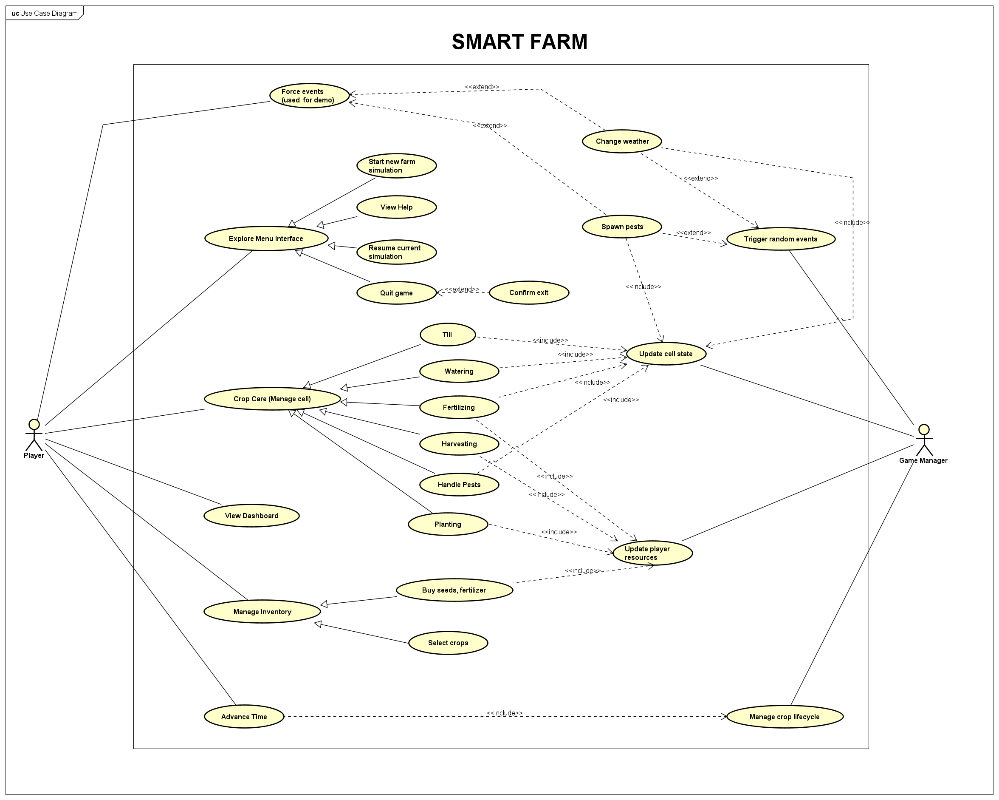 uc Use Case Diagram
SMART FARM
Force events
(used  for demo)
<<extend>>
<<extend>>
Change weather
Start new farm
simulation
<<extend>>
View Help
<<include>>
Spawn pests
<<extend>>
Explore Menu Interface
Trigger random events
Resume current
simulation
<<include>>
Quit game
<<extend>>
Confirm exit
Till
<<include>>
Update cell state
<<include>>
Watering
<<include>>
Crop Care (Manage cell)
<<include>>
Fertilizing
Harvesting
Player
Game Manager
<<include>>
Handle Pests
<<include>>
View Dashboard
Planting
<<include>>
Update player
resources
<<include>>
Buy seeds, fertilizer
Manage Inventory
Select crops
Advance Time
<<include>>
Manage crop lifecycle